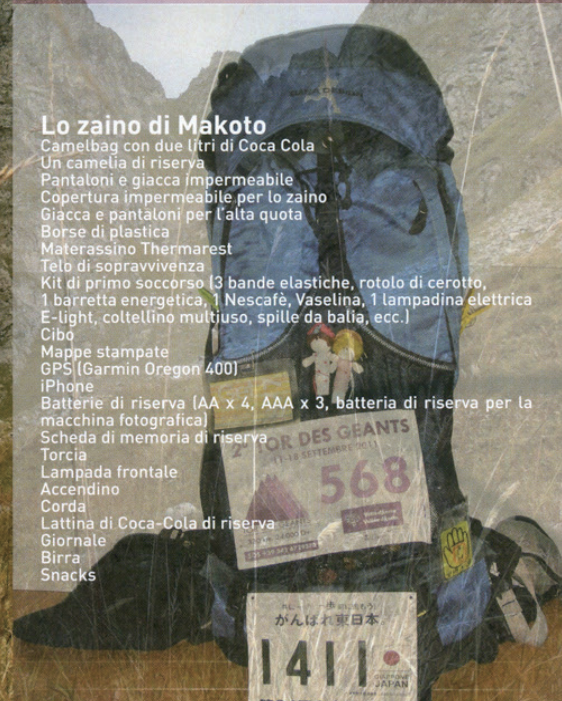 Lo zaino di Makoto
Camelbag con due litri di Coca Cola
Un camelia di riserva
Pantaloni e giacca impermeabile
Copertura impermeabile per lo zaino
Giacca e pantaloni per l'alta quota
Borse di plastica
Materassino Thermarest
Telo di sopravvivenza
Kit di primo soccorso (3 bande elastiche, rotolo di cerotto,
1 barretta energetica, 1 Nescafè, Vaselina, 1 lampadina elettrica
E-light, coltellino multiuso, spille da balia, ecc.)
Cibo
Mappe stampate
GPS (Garmin Oregon 400)
iPhone
Batterie di riserva (AA x 4, AAA x 3, batteria di riserva per la
macchina fotografica)
Scheda di memoria di riserva
Torcia
Lampada frontale
Accendino
Corda
Lattina di Coca-Cola di riserva
Giornale
Birra
Snacks
2° TOR DES GEANTS
11-18 SETTEMBRE 2011
568
がんばれ東日本
1411
JAPAN